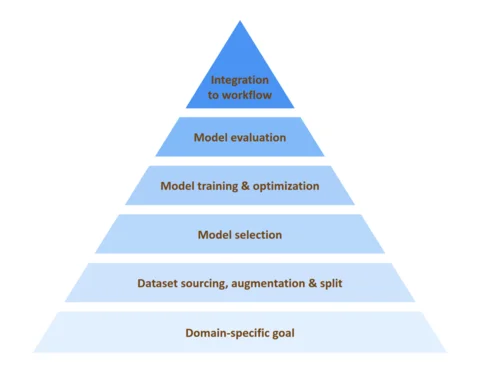 Integration
to workflow
Model evaluation
Model training & optimization
Model selection
Dataset sourcing, augmentation & split
Domain-specific goal